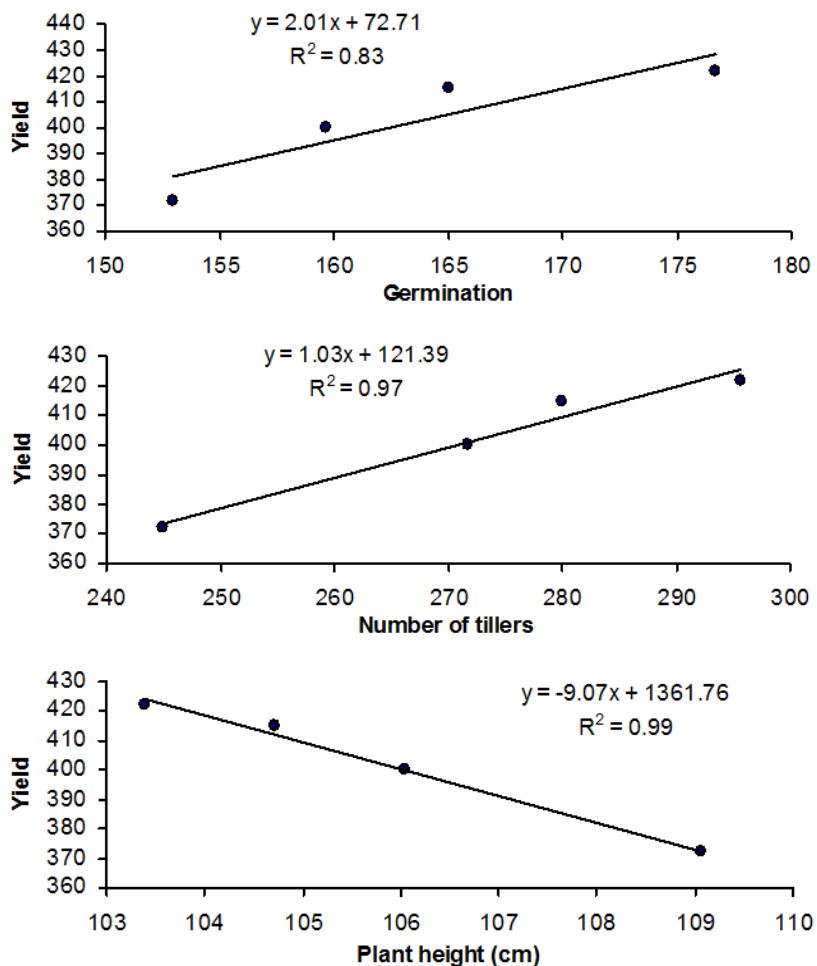 y = 2.01x + 72.71
R² = 0.83
440
430
420
410
400
390
380
370
360
Yield
150 155 160 165 170 175 180
Germination
y = 1.03x + 121.39
R² = 0.97
430
420
410
400
390
380
370
360
Yield
240 250 260 270 280 290 300
Number of tillers
y = -9.07x + 1361.76
R² = 0.99
430
420
410
400
390
380
370
360
Yield
103 104 105 106 107 108 109 110
Plant height (cm)